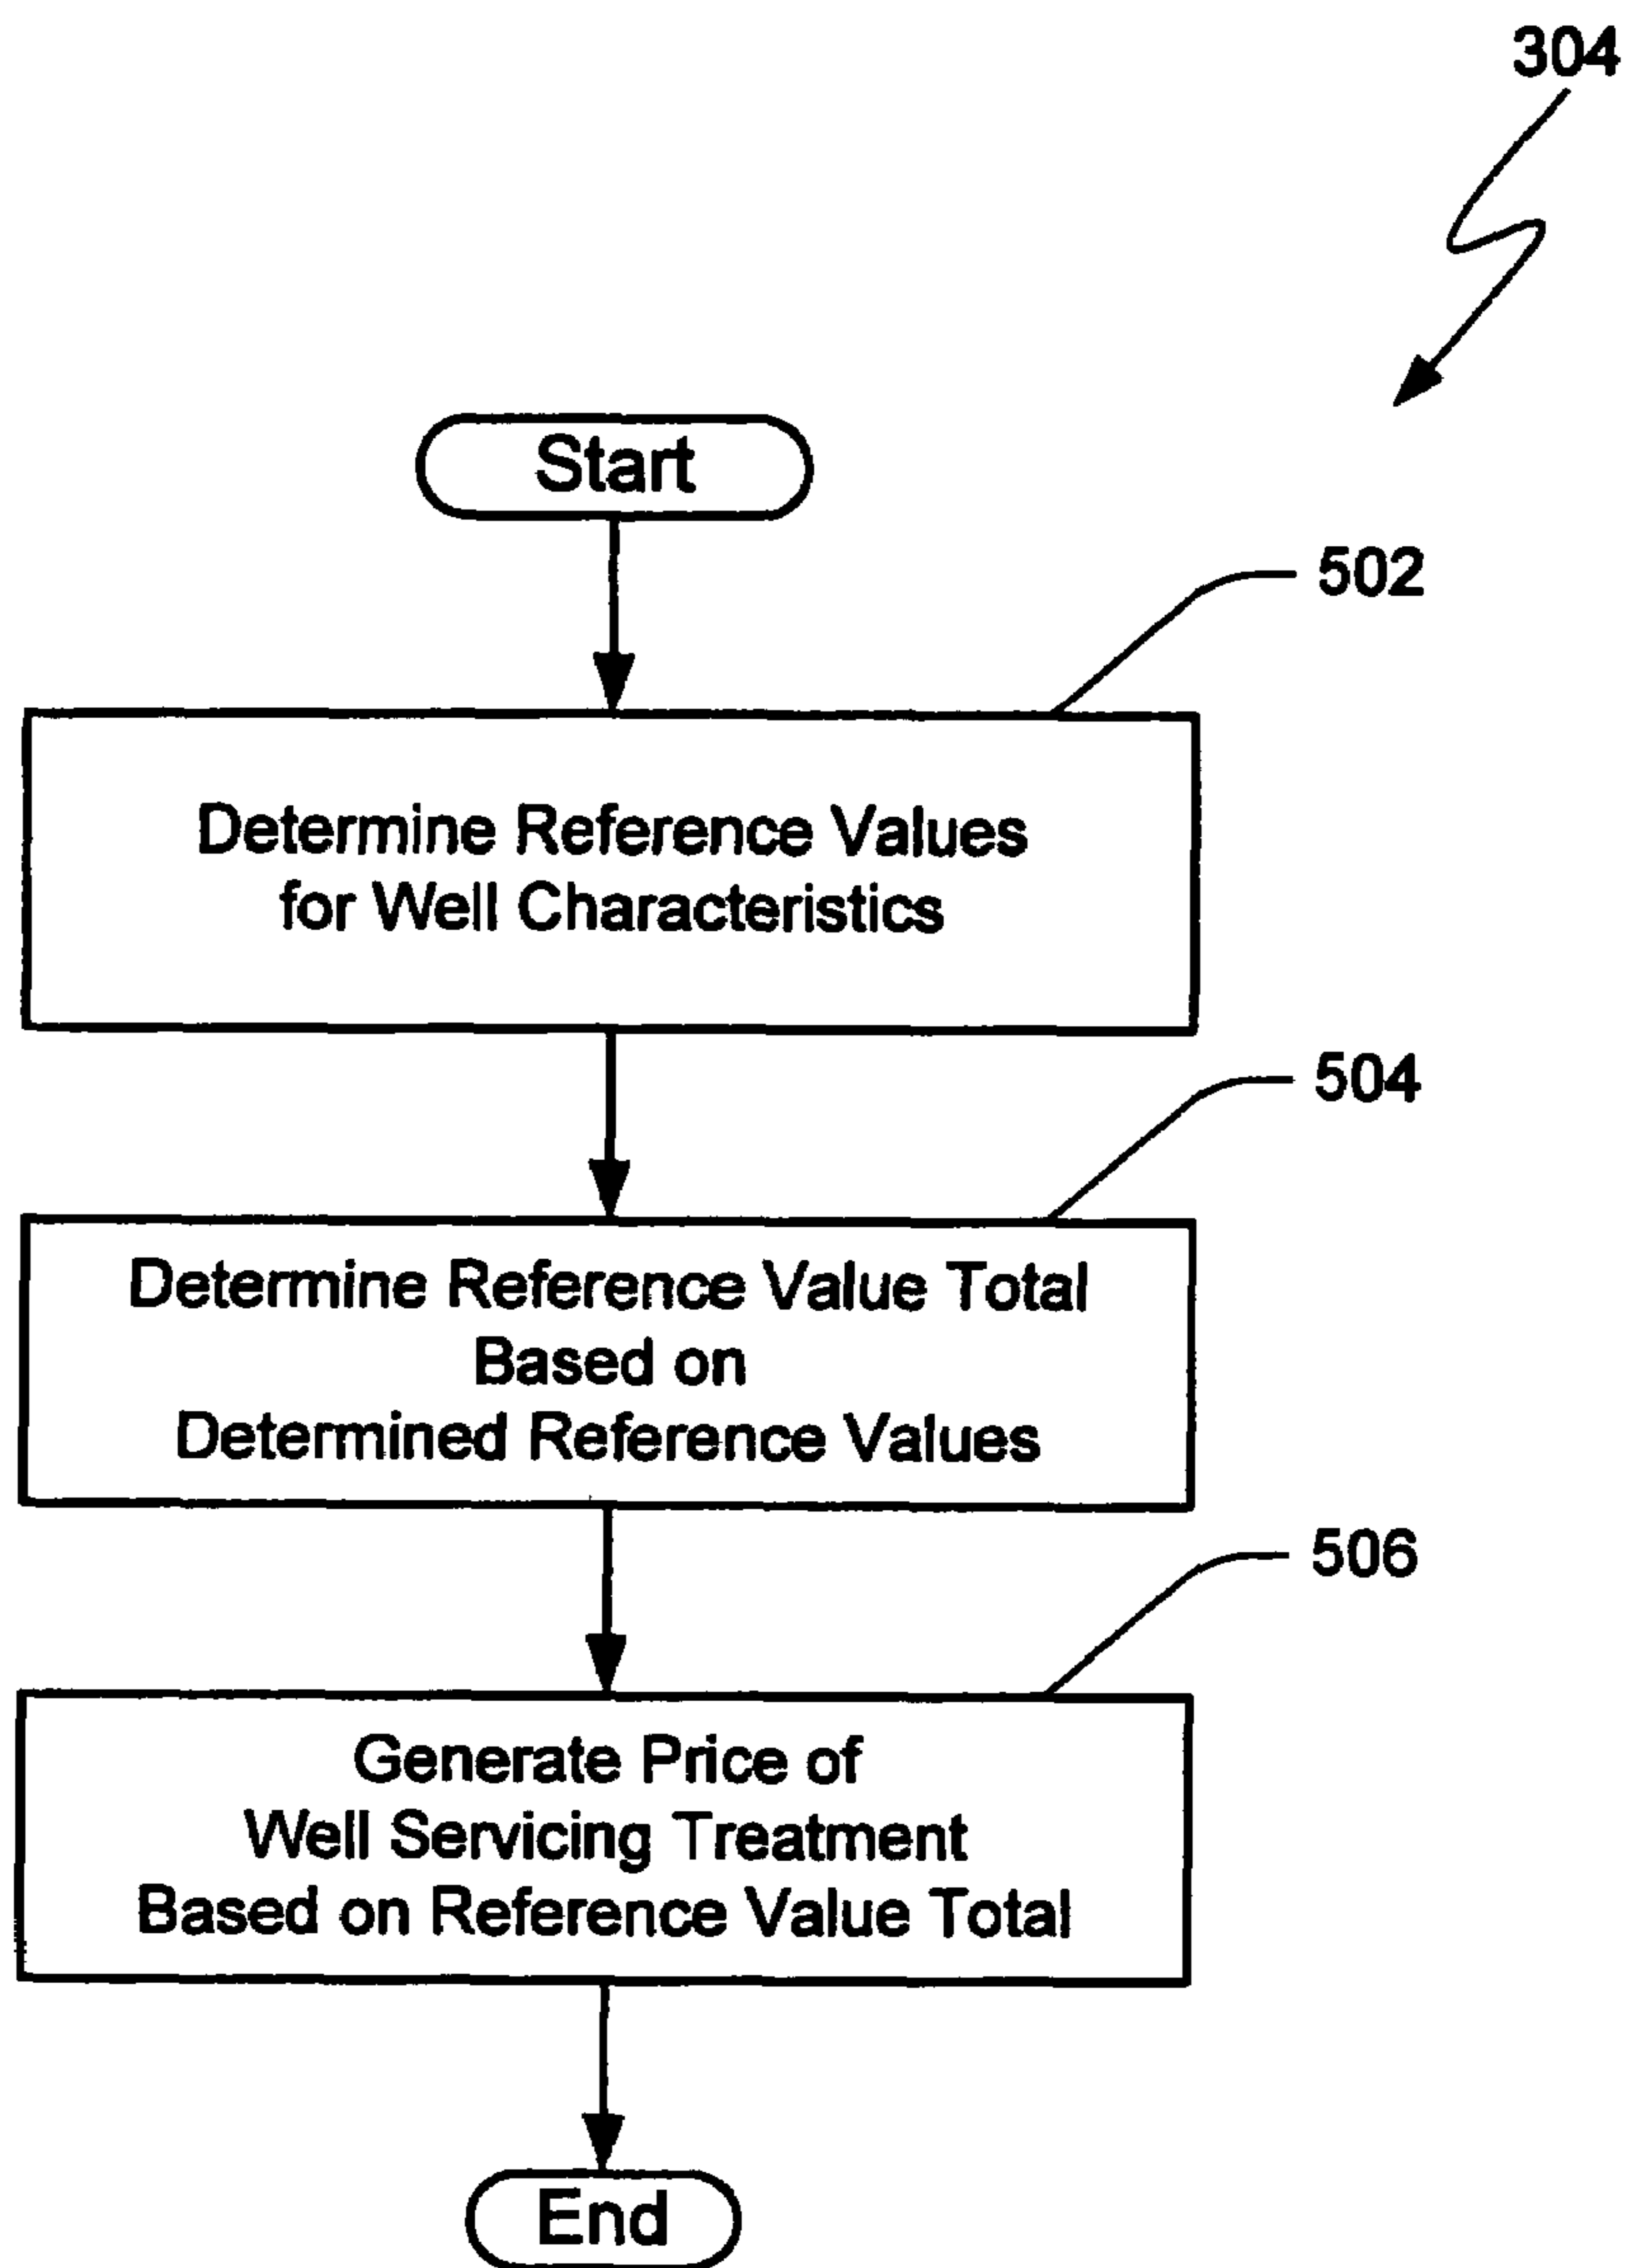 304
Start
502
Determine Reference Values
for Well Characteristics
504
Determine Reference Value Total
Based on
Determined Reference Values
506
Generate Price of
Well Servicing Treatment
Based on Reference Value Total
End